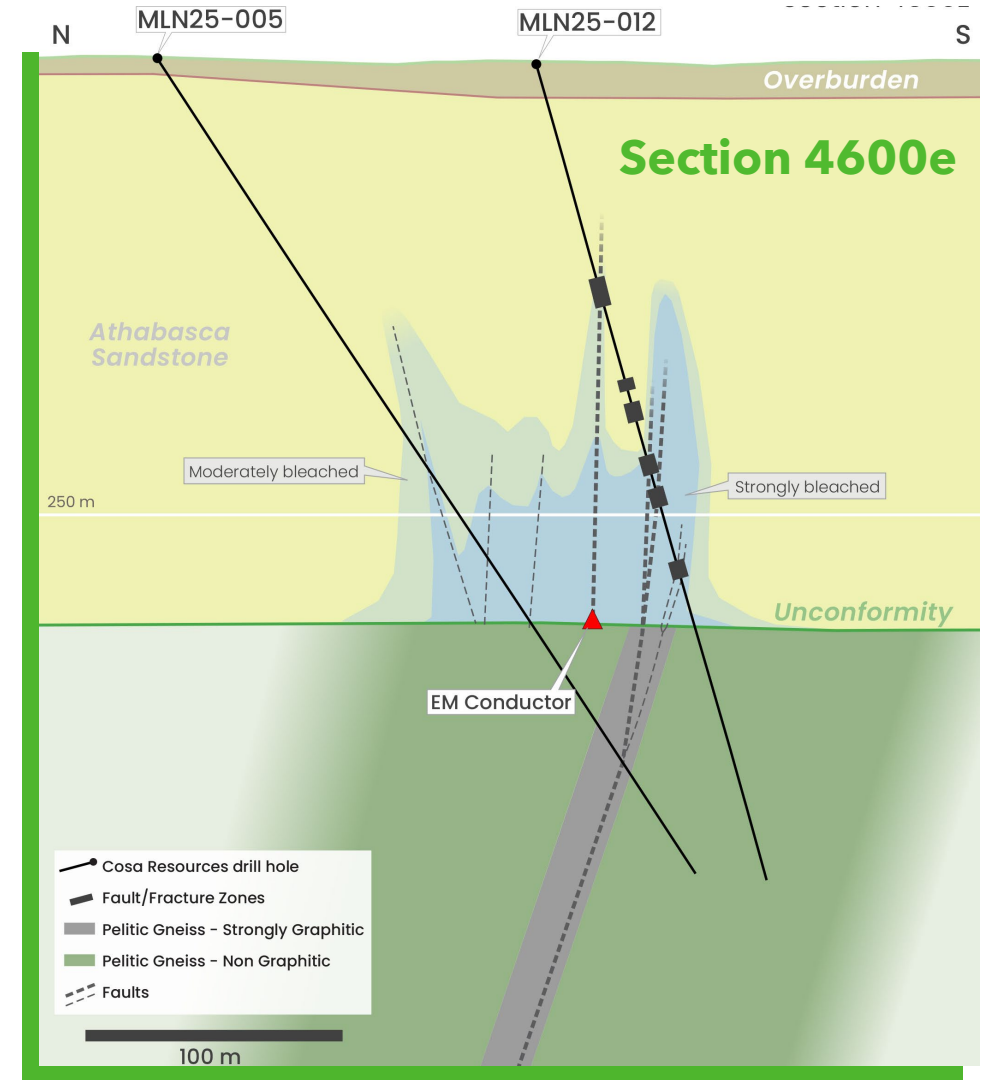 MLN25-005
MLN25-012
N
S
Overburden
Section 4600e
Athabasca
Sandstone
Moderately bleached
Strongly bleached
250 m
Unconformity
EM Conductor
Cosa Resources drill hole
Fault/Fracture Zones
Pelitic Gneiss - Strongly Graphitic
Pelitic Gneiss - Non Graphitic
Faults
100 m